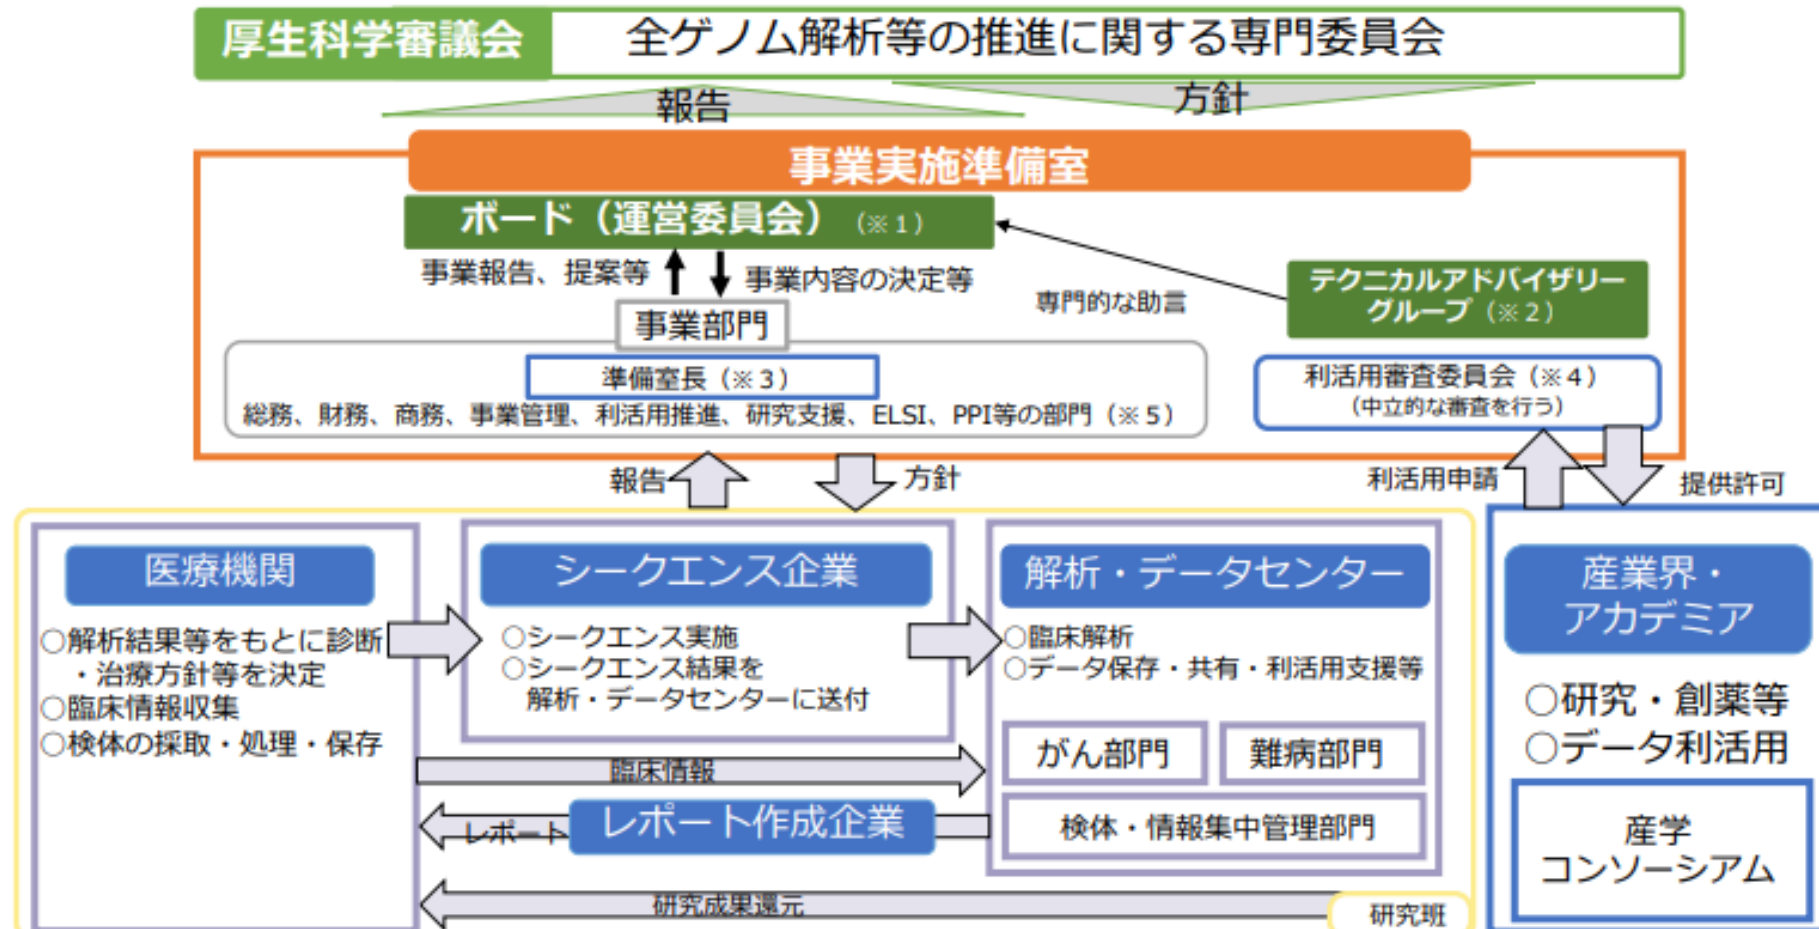 厚生科学審議会
全ゲノム解析等の推進に関する専門委員会
報告
方針
事業実施準備室
ボード（運営委員会）（※１）
事業報告、提案等
事業内容の決定等
専門的な助言
テクニカルアドバイザリー
グループ（※２）
事業部門
準備室長（※３）
総務、財務、商務、事業管理、利活用推進、研究支援、ELSI、PPI等の部門（※５）
利活用審査委員会（※４）
（中立的な審査を行う）
報告
方針
利活用申請
提供許可
医療機関
○解析結果等をもとに診断
・治療方針等を決定
○臨床情報収集
○検体の採取・処理・保存
シークエンス企業
○シークエンス実施
○シークエンス結果を
解析・データセンターに送付
解析・データセンター
○臨床解析
○データ保存・共有・利活用支援等
がん部門
難病部門
検体・情報集中管理部門
臨床情報
レポート
レポート作成企業
研究成果還元
研究班
産業界・
アカデミア
○研究・創薬等
○データ利活用
産学
コンソーシアム